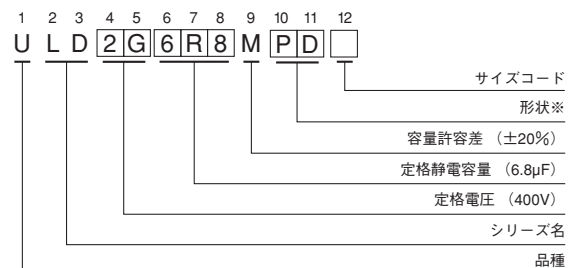 1 2 3 4 5 6 7 8 9 10 11 12
U L D 2 G 6 R 8 M P D
サイズコード
形状※
容量許容差 (±20%)
定格静電容量 (6.8µF)
定格電圧 (400V)
シリーズ名
品種